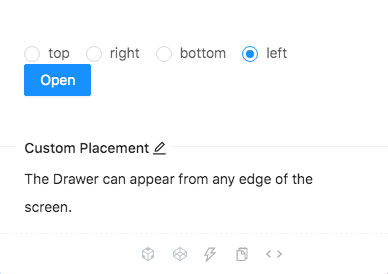 top right bottom left
Open
Custom Placement
The Drawer can appear from any edge of the
screen.